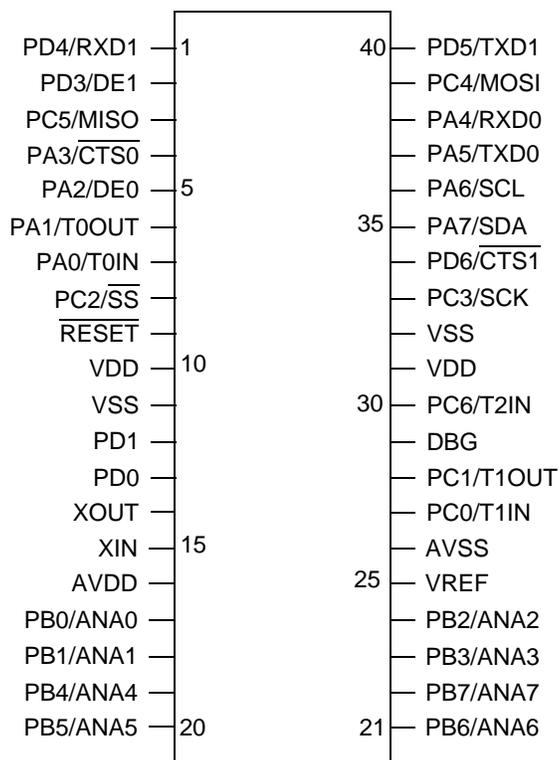 PD4/RXD1 1 40 PD5/TXD1
PD3/DE1 PC4/MOSI
PC5/MISO PA4/RXD0
PA3/CTS0 PA5/TXD0
PA2/DE0 5 PA6/SCL
PA1/T0OUT 35 PA7/SDA
PA0/T0IN PD6/CTS1
PC2/SS PC3/SCK
RESET VSS
VDD 10 VDD
VSS 30 PC6/T2IN
PD1 DBG
PD0 PC1/T1OUT
XOUT PC0/T1IN
XIN 15 AVSS
AVDD 25 VREF
PB0/ANA0 PB2/ANA2
PB1/ANA1 PB3/ANA3
PB4/ANA4 PB7/ANA7
PB5/ANA5 20 21 PB6/ANA6